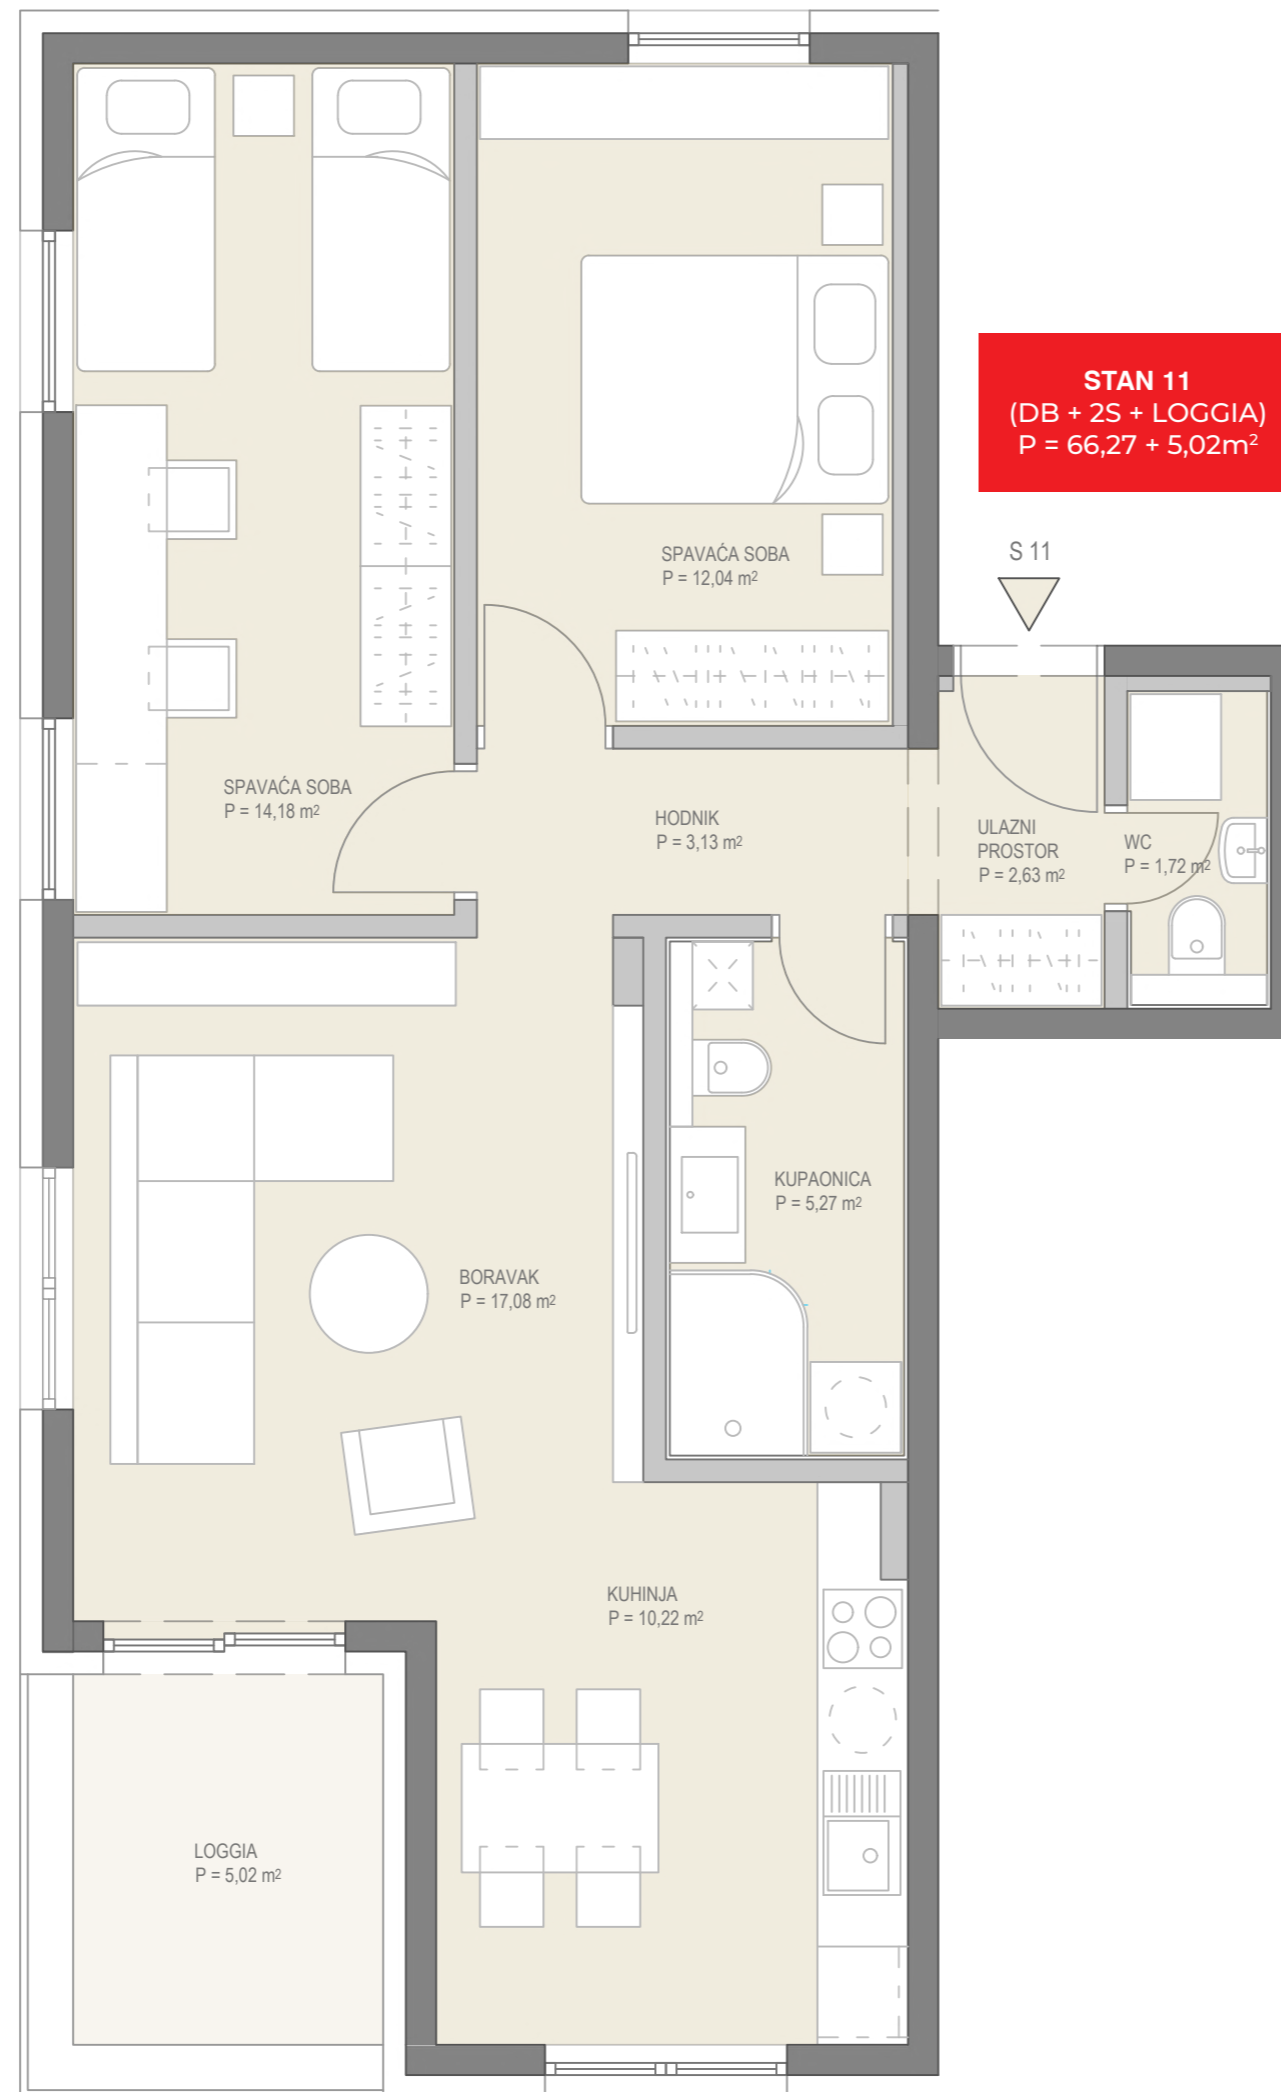 STAN 11
(DB + 2S + LOGGIA)
P = 66,27 + 5,02m²
S 11
SPAVAĆA SOBA
P = 12,04 m²
SPAVAĆA SOBA
P = 14,18 m²
HODNIK
P = 3,13 m²
ULAZNI
PROSTOR
P = 2,63 m²
WC
P = 1,72 m²
KUPAONICA
P = 5,27 m²
BORAVAK
P = 17,08 m²
KUHINJA
P = 10,22 m²
LOGGIA
P = 5,02 m²